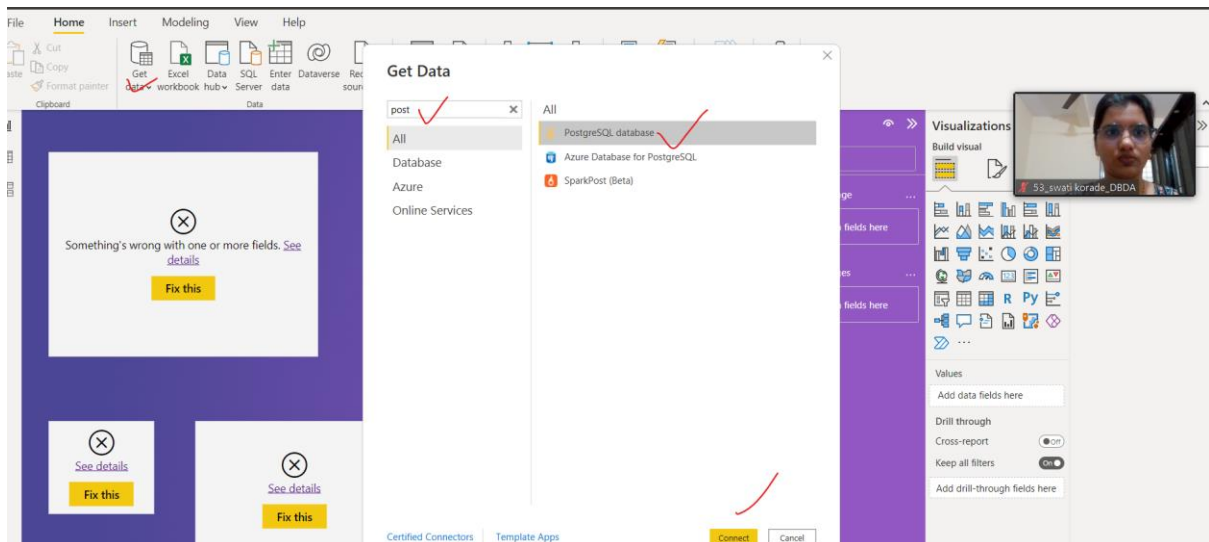 File Home Insert Modeling View Help
Cut
Copy
Format painter
Clipboard
Get data
Excel workbook
Data hub
SQL Server
Enter data
Dataverse
Data
Get Data
post
All
Database
Azure
Online Services
All
PostgreSQL database
Azure Database for PostgreSQL
SparkPost (Beta)
Certified Connectors
Template Apps
Connect
Cancel
Something's wrong with one or more fields. See
details
Fix this
See details
Fix this
See details
Fix this
fields here
fields here
Visualizations
Build visual
53_swati korade_DBDA
R Py
Values
Add data fields here
Drill through
Cross-report
Off
Keep all filters
On
Add drill-through fields here